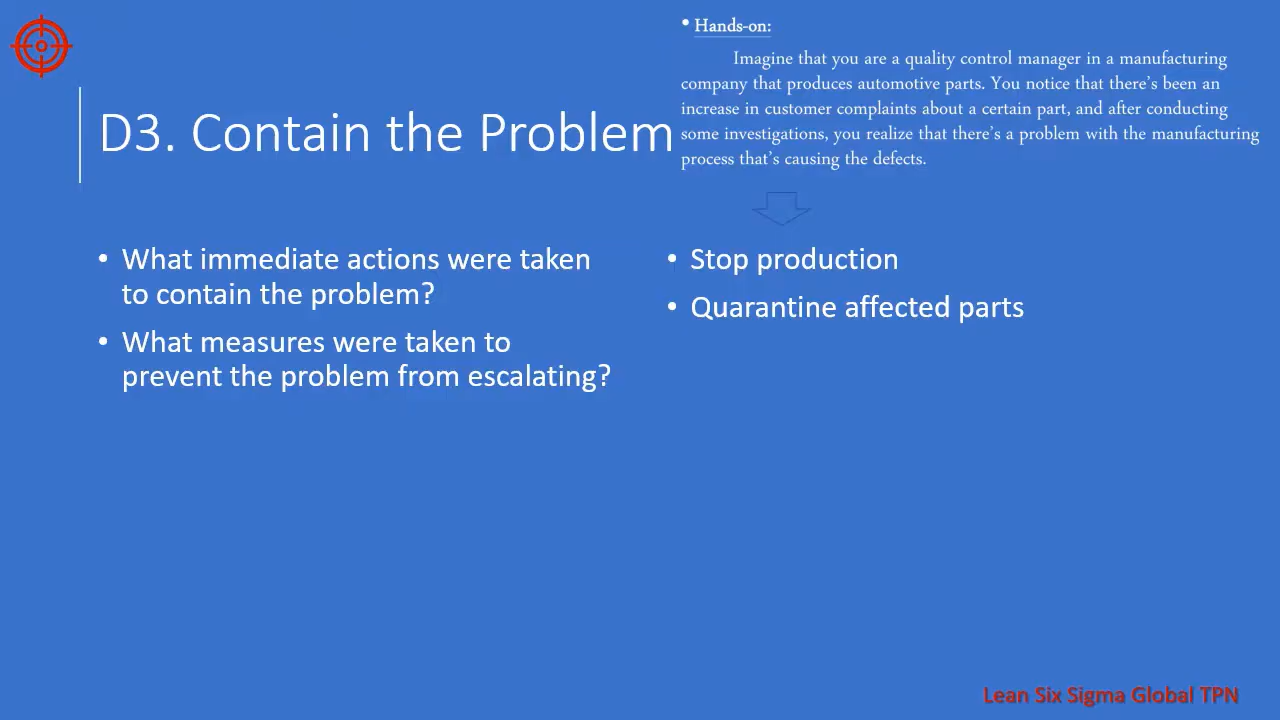 • Hands-on:
Imagine that you are a quality control manager in a manufacturing
company that produces automotive parts. You notice that there's been an
increase in customer complaints about a certain part, and after conducting
some investigations, you realize that there's a problem with the manufacturing
process that's causing the defects.
D3. Contain the Problem
• What immediate actions were taken
to contain the problem?
• What measures were taken to
prevent the problem from escalating?
• Stop production
• Quarantine affected parts
Lean Six Sigma Global TPN